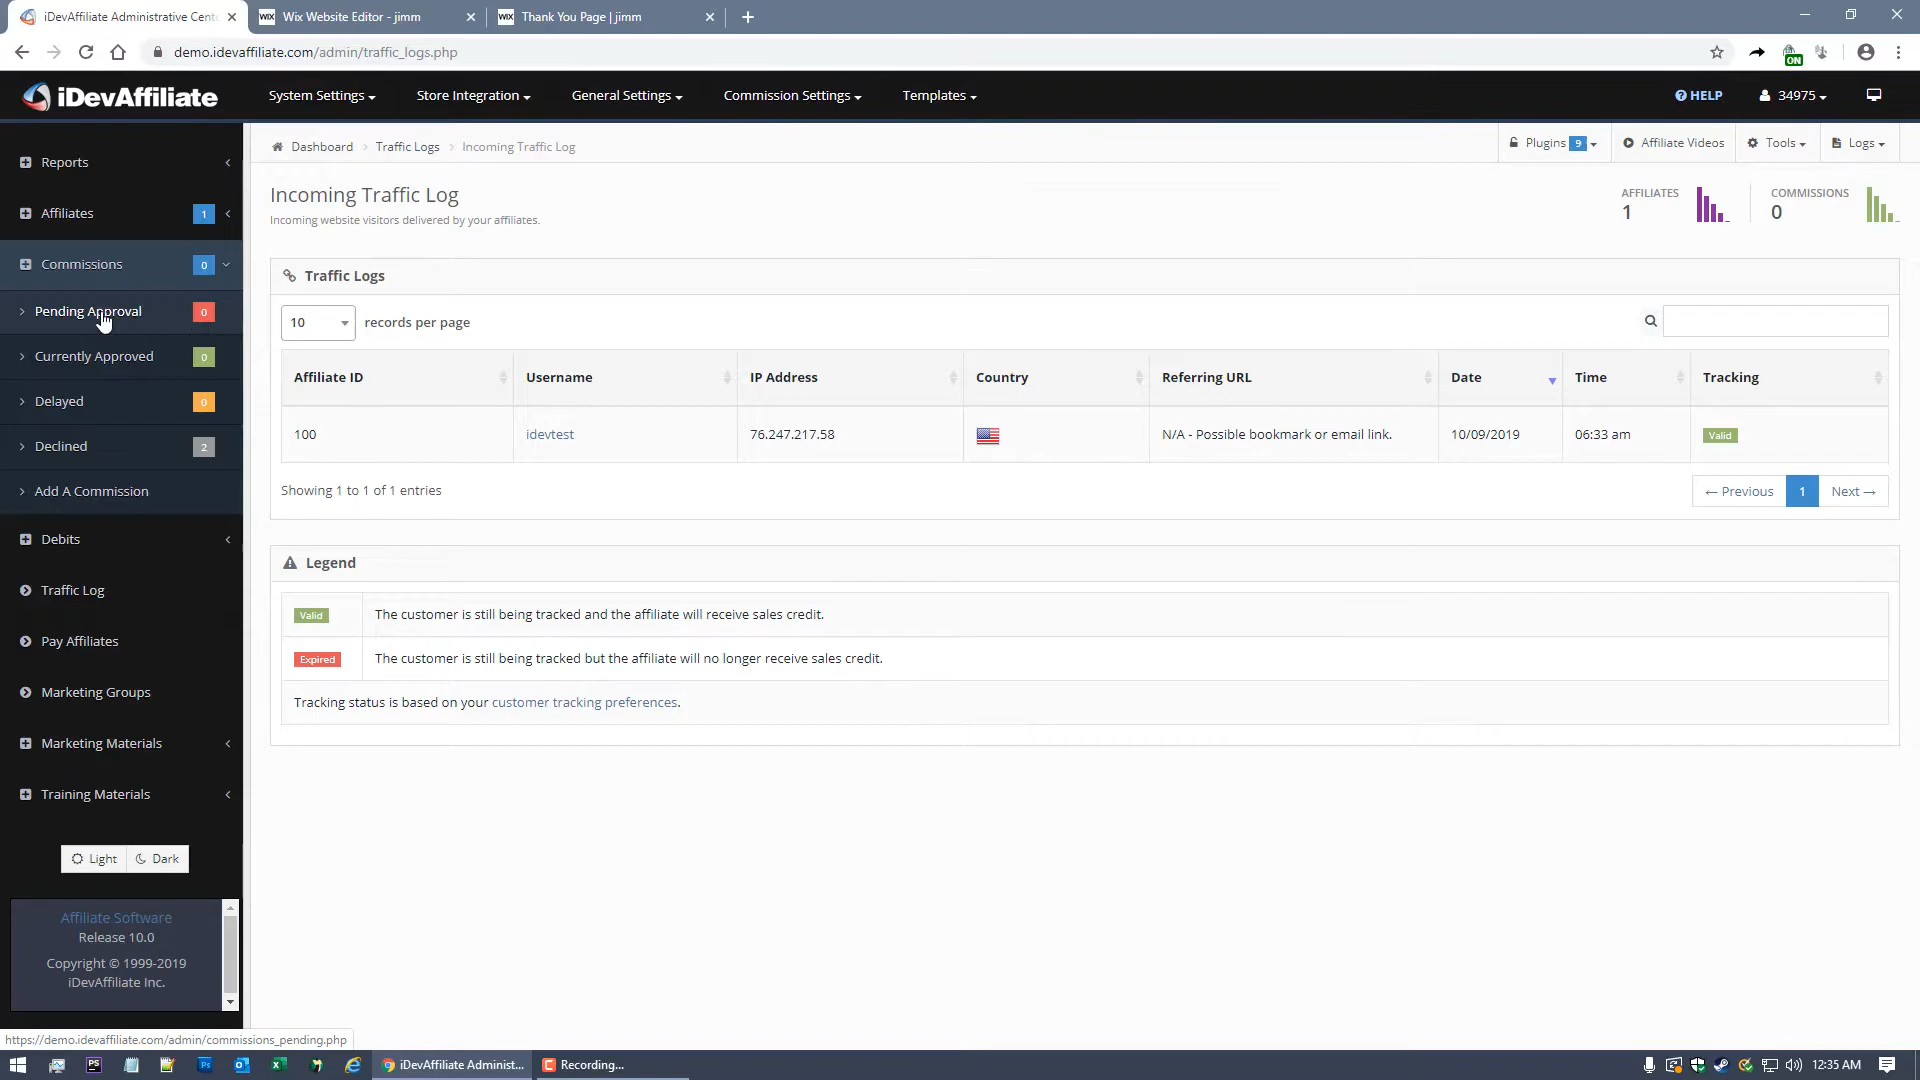 iDevAffiliate Administrative Cent
Wix Website Editor - jimm
Thank You Page | jimm
demo.idevaffiliate.com/admin/traffic_logs.php
ON
iDevAffiliate
System Settings
Store Integration
General Settings
Commission Settings
Templates
HELP
34975
Reports
Affiliates 1
Commissions 0
Pending Approval 0
Currently Approved 0
Delayed 0
Declined 2
Add A Commission
Debits
Traffic Log
Pay Affiliates
Marketing Groups
Marketing Materials
Training Materials
Light
Dark
Affiliate Software
Release 10.0
Copyright © 1999-2019
iDevAffiliate Inc.
Dashboard > Traffic Logs > Incoming Traffic Log
Plugins 9
Affiliate Videos
Tools
Logs
Incoming Traffic Log
Incoming website visitors delivered by your affiliates.
AFFILIATES
1
COMMISSIONS
0
Traffic Logs
10 records per page
Affiliate ID Username IP Address Country Referring URL Date Time Tracking
100 idevtest 76.247.217.58 N/A - Possible bookmark or email link. 10/09/2019 06:33 am Valid
Showing 1 to 1 of 1 entries
← Previous 1 Next →
Legend
Valid The customer is still being tracked and the affiliate will receive sales credit.
Expired The customer is still being tracked but the affiliate will no longer receive sales credit.
Tracking status is based on your customer tracking preferences.
https://demo.idevaffiliate.com/admin/commissions_pending.php
iDevAffiliate Administ...
Recording...
12:35 AM